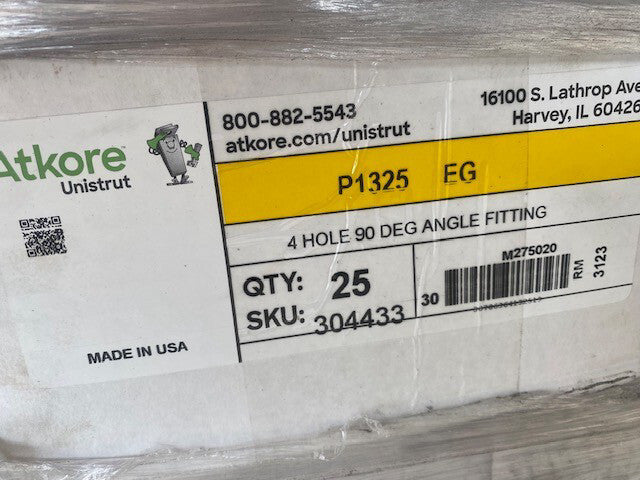 Atkore
Unistrut
MADE IN USA
800-882-5543
atkore.com/unistrut
16100 S. Lathrop Ave
Harvey, IL 60426
P1325 EG
4 HOLE 90 DEG ANGLE FITTING
QTY: 25
SKU: 304433
M275020
30
RM
3123